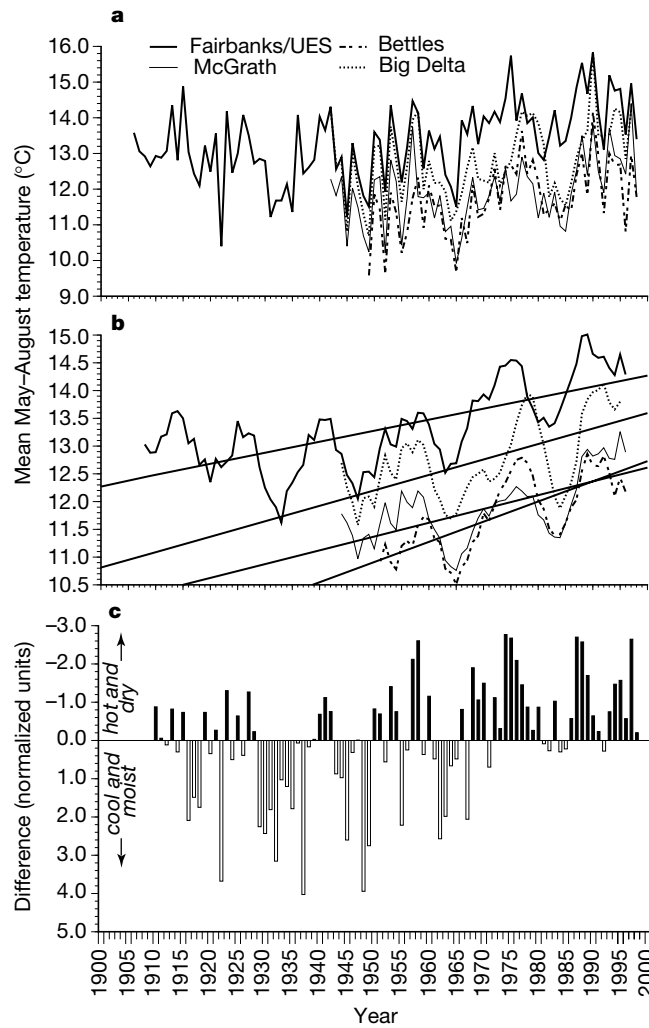 a
Fairbanks/UES
Bettles
McGrath
Big Delta
16.0
15.0
14.0
13.0
12.0
11.0
10.0
9.0
Mean May–August temperature (°C)
b
15.0
14.5
14.0
13.5
13.0
12.5
12.0
11.5
11.0
10.5
c
–3.0
–2.0
–1.0
0.0
1.0
2.0
3.0
4.0
5.0
Difference (normalized units)
hot and
dry
cool and
moist
1900 1905 1910 1915 1920 1925 1930 1935 1940 1945 1950 1955 1960 1965 1970 1975 1980 1985 1990 1995 2000
Year